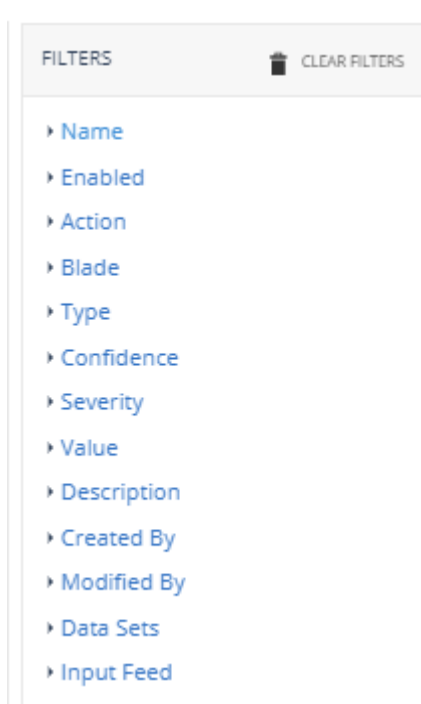 FILTERS
CLEAR FILTERS
Name
Enabled
Action
Blade
Type
Confidence
Severity
Value
Description
Created By
Modified By
Data Sets
Input Feed